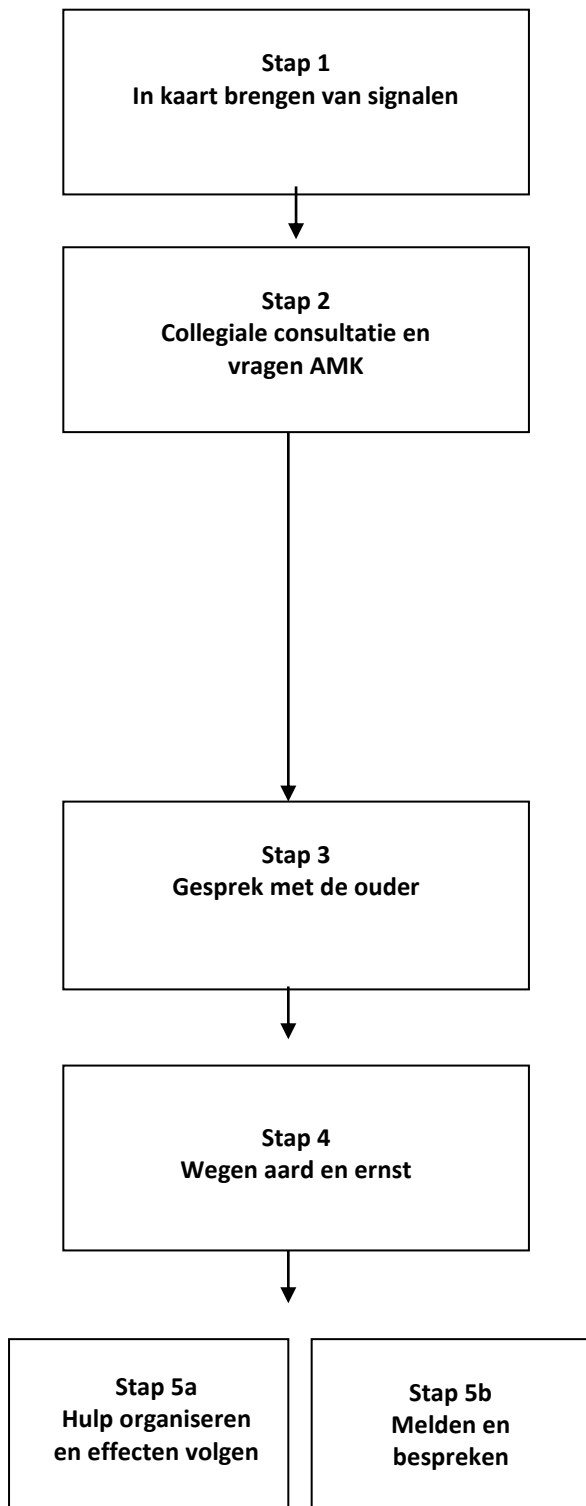 Stap 1
In kaart brengen van signalen
Stap 2
Collegiale consultatie en
vragen AMK
Stap 3
Gesprek met de ouder
Stap 4
Wegen aard en ernst
Stap 5a
Hulp organiseren
en effecten volgen
Stap 5b
Melden en
bespreken